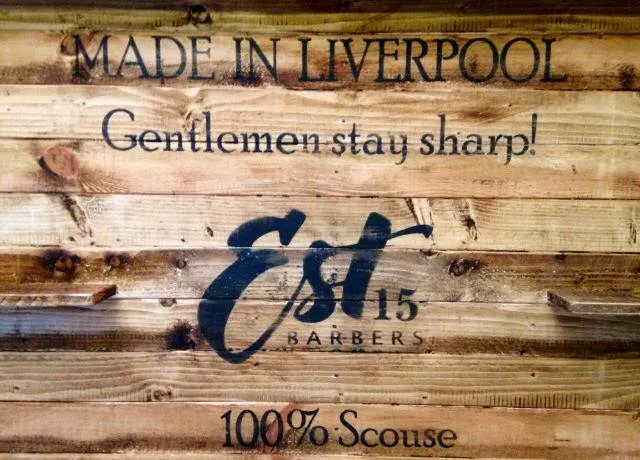 MADE IN LIVERPOOL
Gentlemen stay sharp!
Est 15
BARBERS
100% Scouse